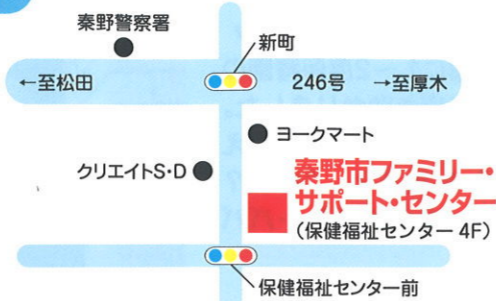 秦野警察署
新町
←至松田
246号
→至厚木
ヨークマート
クリエイトS・D
秦野市ファミリー・
サポート・センター
(保健福祉センター4F)
保健福祉センター前